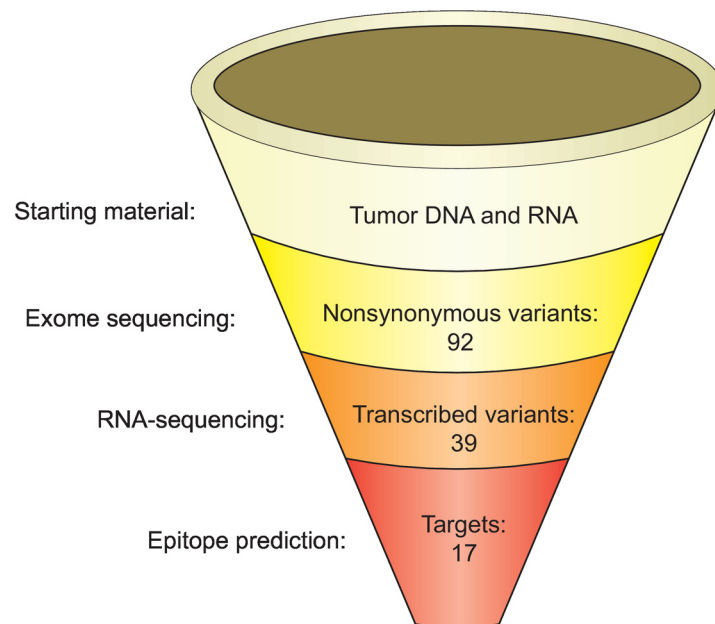 Starting material:
Tumor DNA and RNA
Exome sequencing:
Nonsynonymous variants:
92
RNA-sequencing:
Transcribed variants:
39
Epitope prediction:
Targets:
17